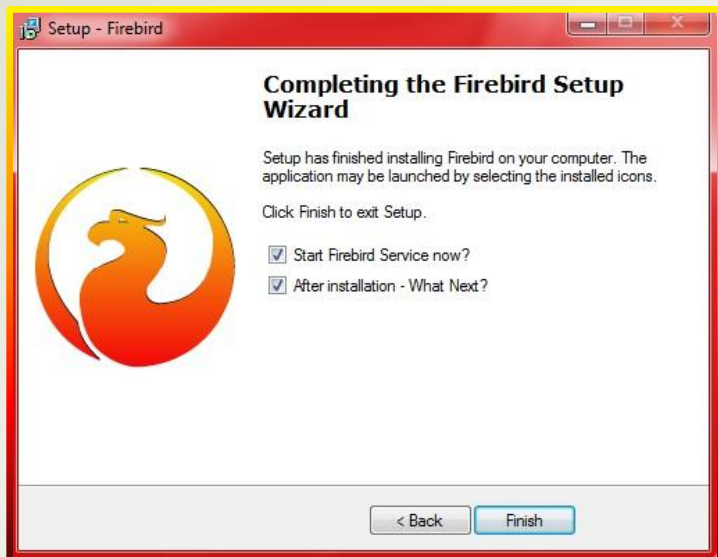 Setup - Firebird
Completing the Firebird Setup
Wizard
Setup has finished installing Firebird on your computer. The
application may be launched by selecting the installed icons.
Click Finish to exit Setup.
Start Firebird Service now?
After installation - What Next?
< Back
Finish